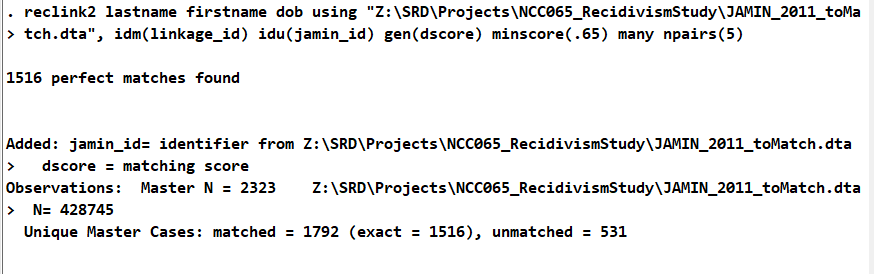 . reclink2 lastname firstname dob using "Z:\SRD\Projects\NCC065_RecidivismStudy\JAMIN_2011_toMa
> tch.dta", idm(linkage_id) idu(jamin_id) gen(dscore) minscore(.65) many npairs(5)
1516 perfect matches found
Added: jamin_id= identifier from Z:\SRD\Projects\NCC065_RecidivismStudy\JAMIN_2011_toMatch.dta
>   dscore = matching score
Observations:  Master N = 2323    Z:\SRD\Projects\NCC065_RecidivismStudy\JAMIN_2011_toMatch.dta
>  N= 428745
  Unique Master Cases: matched = 1792 (exact = 1516), unmatched = 531